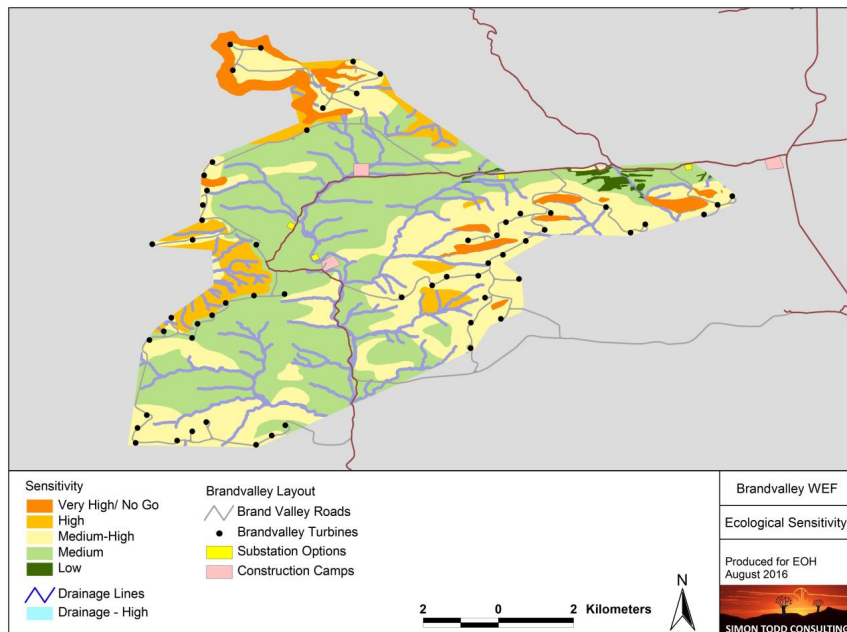 Sensitivity
Very High/ No Go
High
Medium-High
Medium
Low
Drainage Lines
Drainage - High
Brandvalley Layout
Brand Valley Roads
Brandvalley Turbines
Substation Options
Construction Camps
2 0 2 Kilometers
N
Brandvalley WEF
Ecological Sensitivity
Produced for EOH
August 2016
SIMON TODD CONSULTING